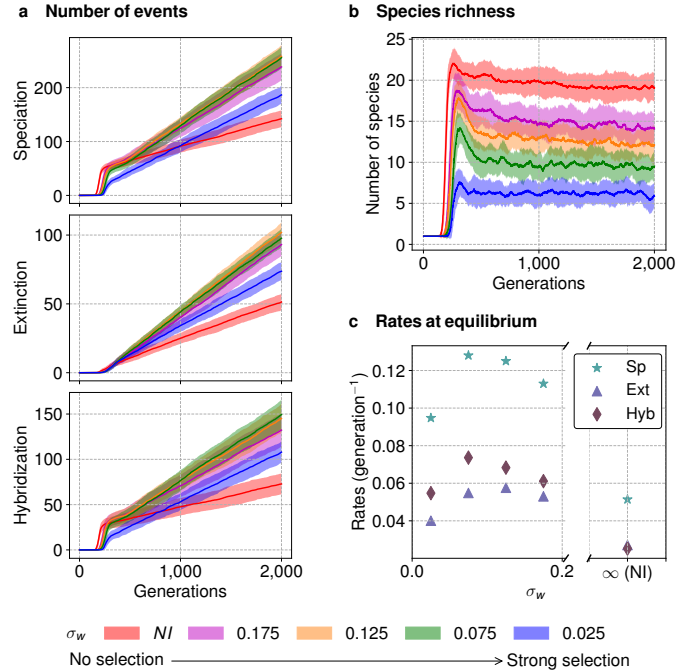 a Number of events
Speciation
200
100
0
Extinction
100
50
0
Hybridization
150
100
50
0
0 1,000 2,000
Generations
b Species richness
Number of species
25
20
15
10
5
0
0 1,000 2,000
Generations
c Rates at equilibrium
Rates (generation⁻¹)
0.12
0.10
0.08
0.06
0.04
Sp
Ext
Hyb
0.0 0.2 ∞ (NI)
σw
σw NI 0.175 0.125 0.075 0.025
No selection Strong selection